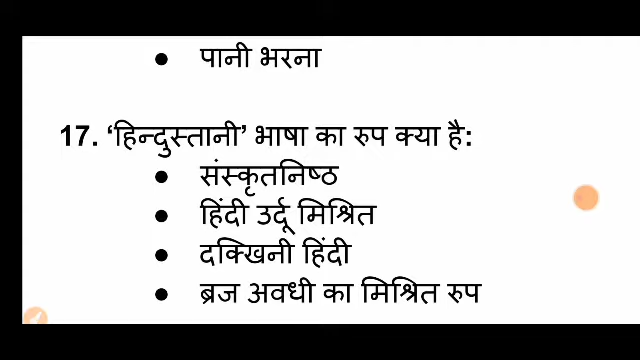 ● पानी भरना
17. ‘हिन्दुस्तानी’ भाषा का रुप क्या है:
● संस्कृतनिष्ठ
● हिंदी उर्दू मिश्रित
● दक्खिनी हिंदी
● ब्रज अवधी का मिश्रित रुप